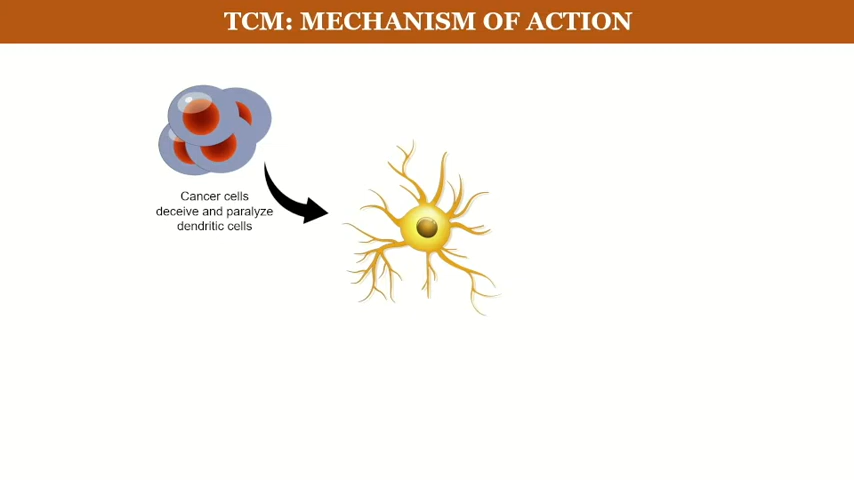 TCM: MECHANISM OF ACTION
Cancer cells
deceive and paralyze
dendritic cells